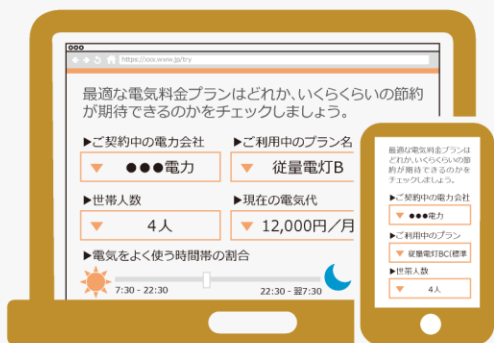 https://xxx.www.jp/try
最適な電気料金プランはどれか、いくらくらいの節約
が期待できるのかをチェックしましょう。
▶ご契約中の電力会社
▼ ●●●電力
▶ご利用中のプラン名
▼ 従量電灯B
▶世帯人数
▼ 4人
▶現在の電気代
▼ 12,000円／月
▶電気をよく使う時間帯の割合
7:30 - 22:30
22:30 - 翌7:30
最適な電気料金プランは
どれか、いくらくらいの節
約が期待できるのかを
チェックしましょう。
▶ご契約中の電力会社
▼ ●●●電力
▶ご利用中のプラン
▼ 従量電灯BC(標準
▶世帯人数
▼ 4人